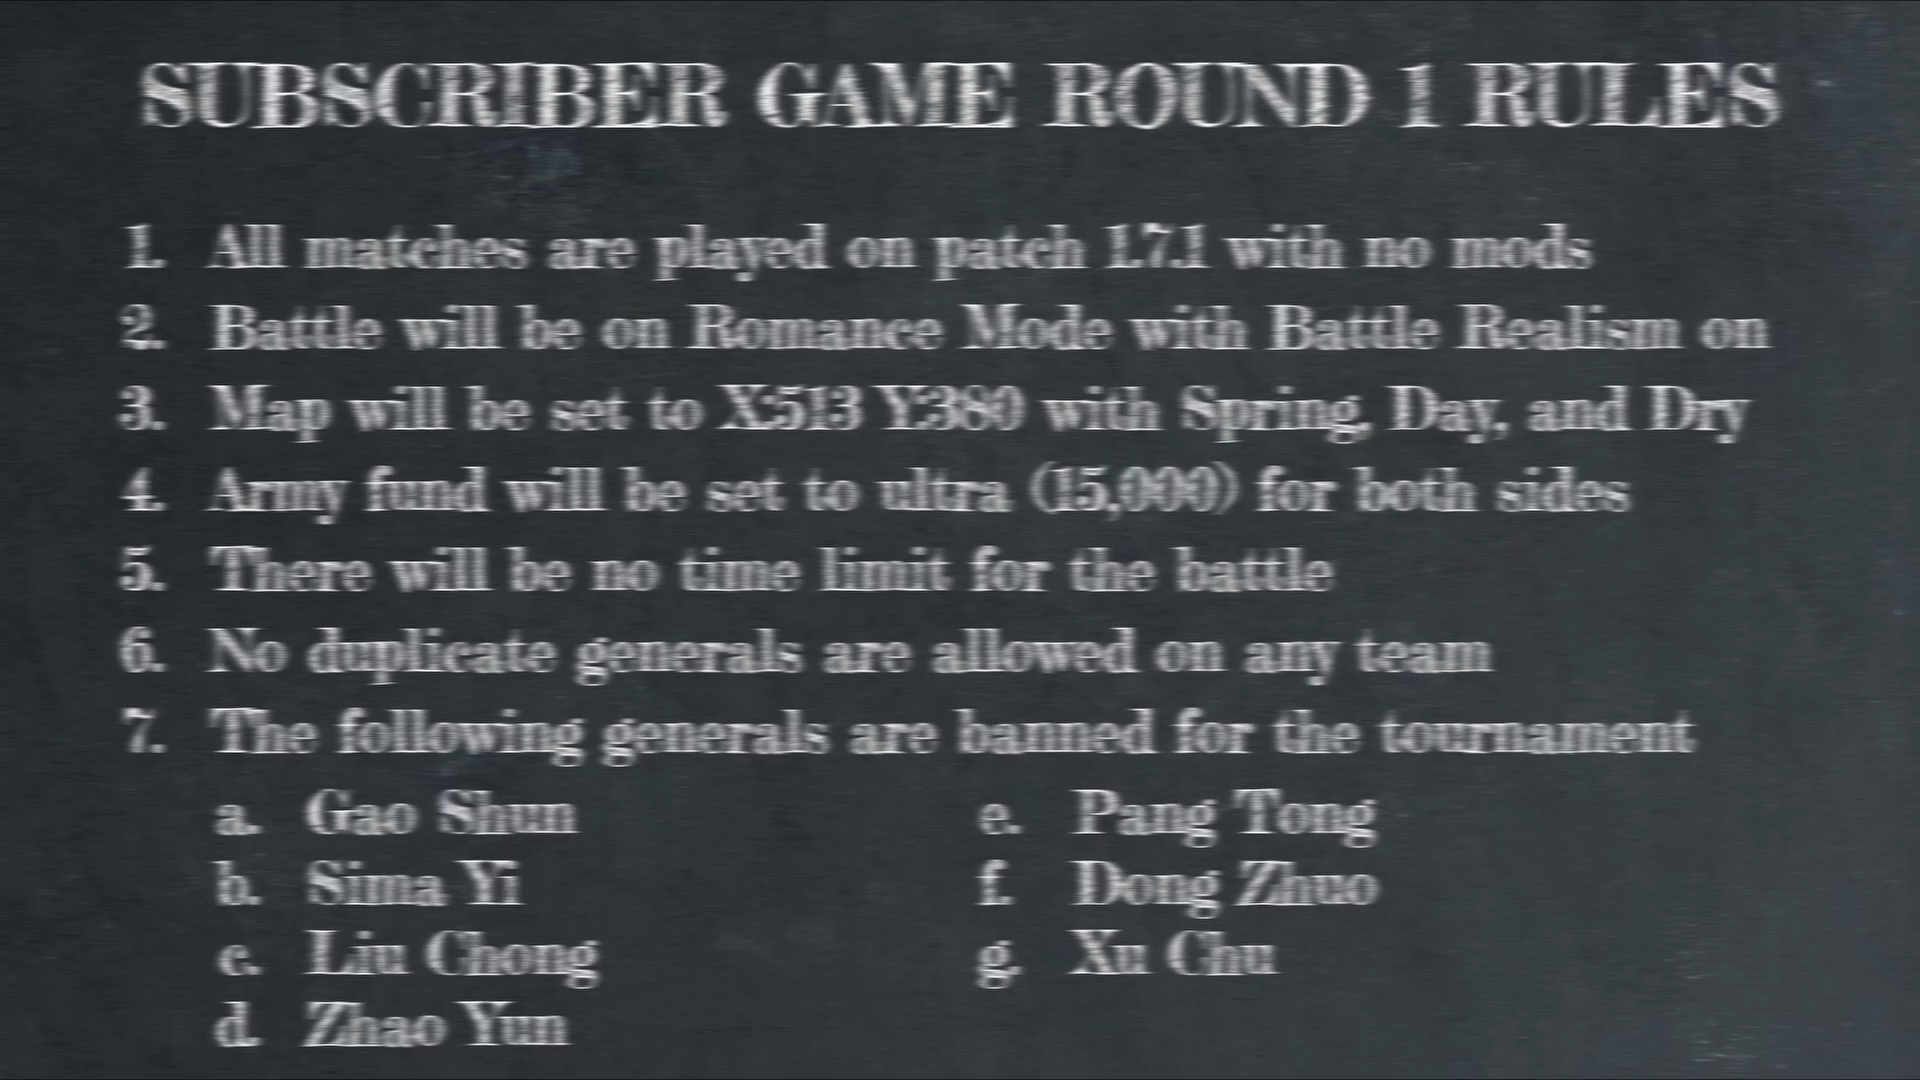 SUBSCRIBER GAME ROUND 1 RULES
1. All matches are played on patch 1.7.1 with no mods
2. Battle will be on Romance Mode with Battle Realism on
3. Map will be set to X:513 Y:380 with Spring, Day, and Dry
4. Army fund will be set to ultra (15,000) for both sides
5. There will be no time limit for the battle
6. No duplicate generals are allowed on any team
7. The following generals are banned for the tournament
a. Gao Shun
b. Sima Yi
c. Liu Chong
d. Zhao Yun
e. Pang Tong
f. Dong Zhuo
g. Xu Chu